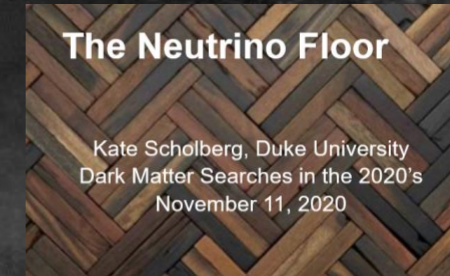 The Neutrino Floor
Kate Scholberg, Duke University
Dark Matter Searches in the 2020's
November 11, 2020